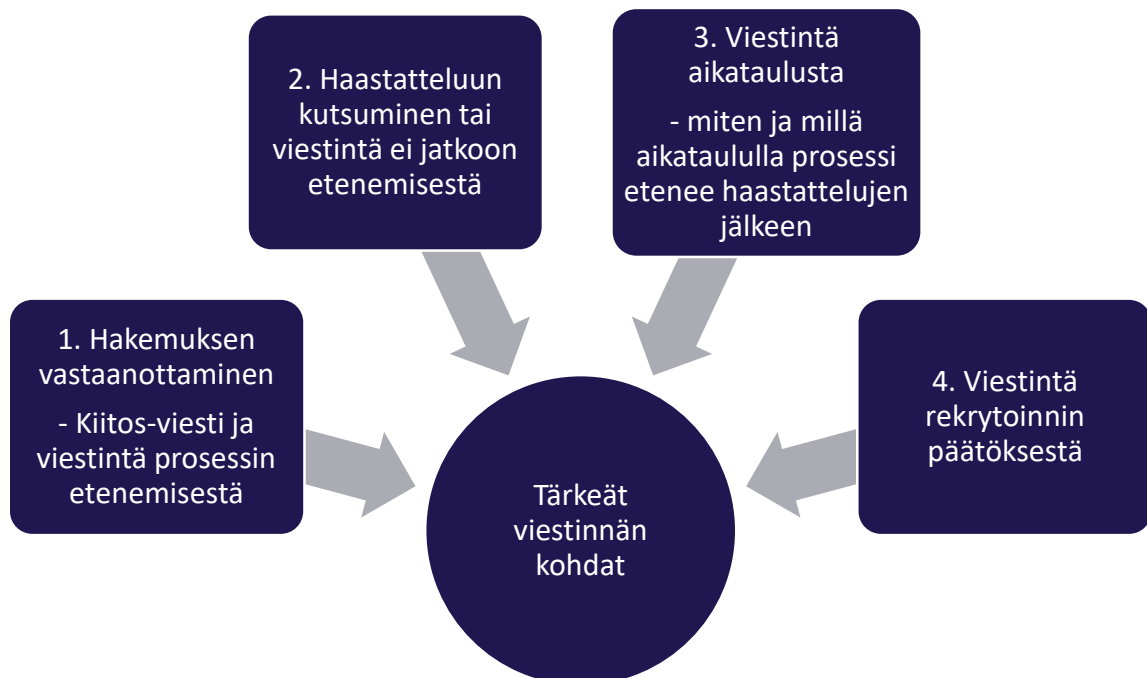 1. Hakemuksen
vastaanottaminen
- Kiitos-viesti ja
viestintä prosessin
etenemisestä
2. Haastatteluun
kutsuminen tai
viestintä ei jatkoon
etenemisestä
3. Viestintä
aikataulusta
- miten ja millä
aikataululla prosessi
etenee haastattelujen
jälkeen
4. Viestintä
rekrytoinnin
päätöksestä
Tärkeät
viestinnän
kohdat